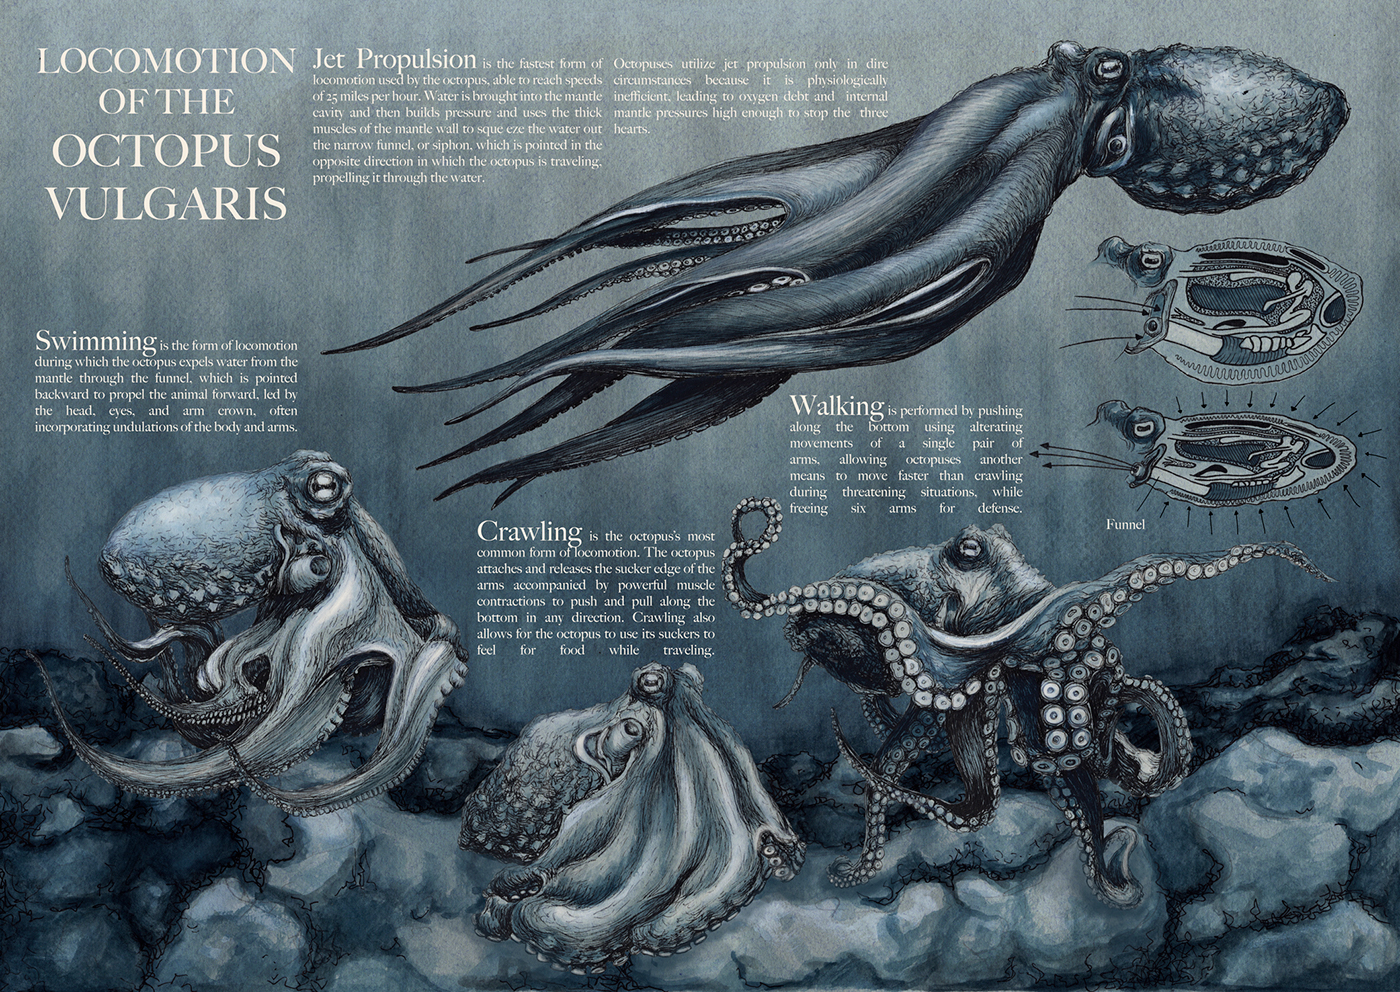 LOCOMOTION
OF THE
OCTOPUS
VULGARIS
Jet Propulsion is the fastest form of
locomotion used by the octopus, able to reach speeds
of 25 miles per hour. Water is brought into the mantle
cavity and then builds pressure and uses the thick
muscles of the mantle wall to sque eze the water out
the narrow funnel, or siphon, which is pointed in the
opposite direction in which the octopus is traveling,
propelling it through the water.
Octopuses utilize jet propulsion only in dire
circumstances because it is physiologically
inefficient, leading to oxygen debt and internal
mantle pressures high enough to stop the three
hearts.
Swimming is the form of locomotion
during which the octopus expels water from the
mantle through the funnel, which is pointed
backward to propel the animal forward, led by
the head, eyes, and arm crown, often
incorporating undulations of the body and arms.
Walking is performed by pushing
along the bottom using alterating
movements of a single pair of
arms, allowing octopuses another
means to move faster than crawling
during threatening situations, while
freeing six arms for defense.
Funnel
Crawling is the octopus's most
common form of locomotion. The octopus
attaches and releases the sucker edge of the
arms accompanied by powerful muscle
contractions to push and pull along the
bottom in any direction. Crawling also
allows for the octopus to use its suckers to
feel for food while traveling.